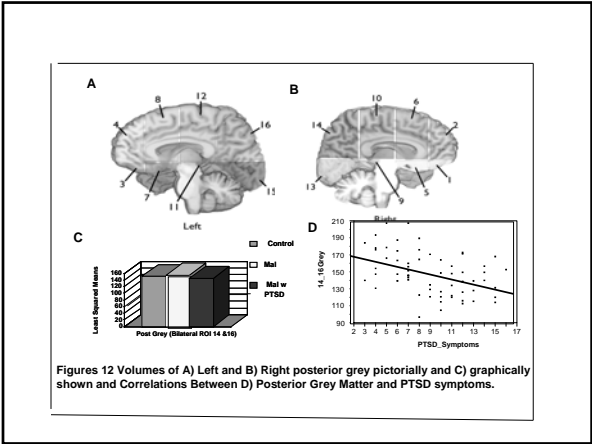 A
B
8
12
4
16
3
7
11
15
Left
10
6
14
2
13
9
5
1
Right
C
Control
Mal
Mal w
PTSD
Least Squared Means
160
140
120
100
80
60
40
20
0
Post Grey (Bilateral ROI 14 &16)
D
14_16Grey
210
190
170
150
130
110
90
2 3 4 5 6 7 8 9 11 13 15 17
PTSD_Symptoms
Figures 12 Volumes of A) Left and B) Right posterior grey pictorially and C) graphically
shown and Correlations Between D) Posterior Grey Matter and PTSD symptoms.